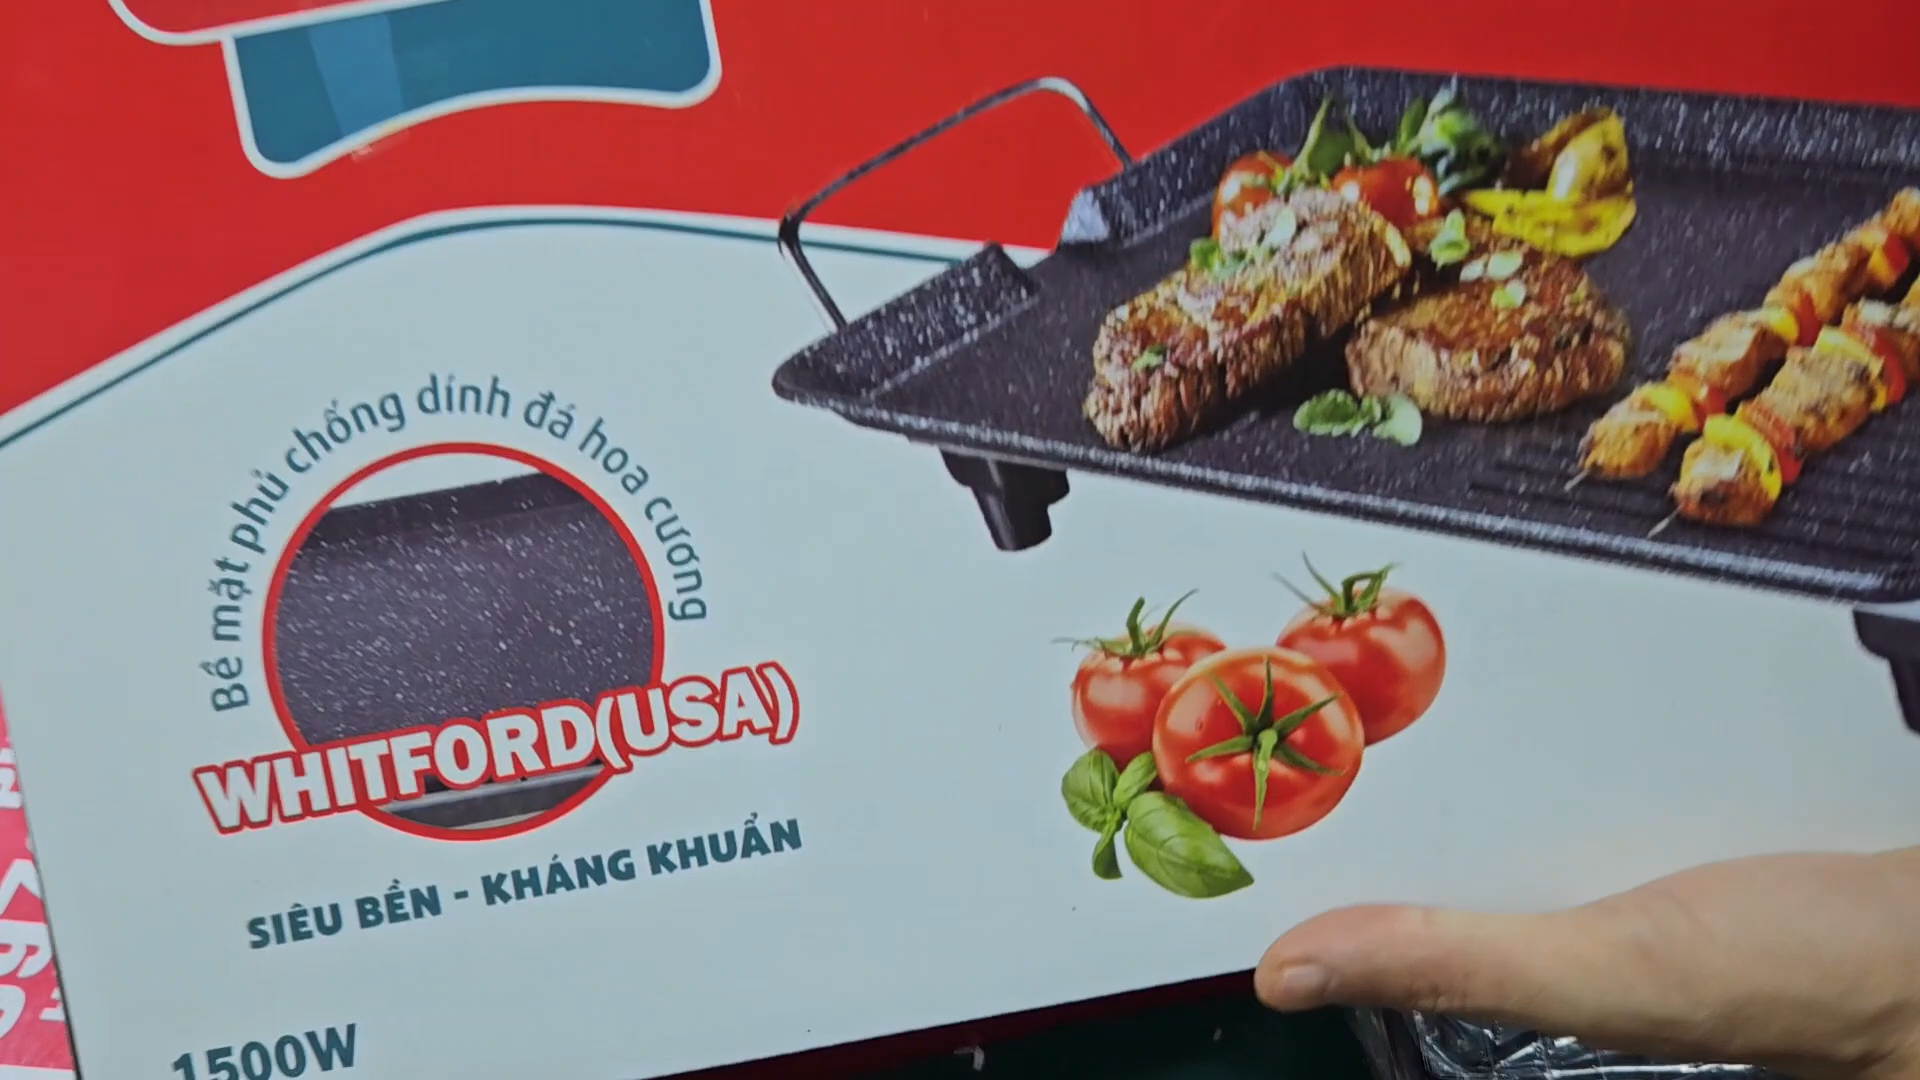 Bề mặt phủ chống dính đá hoa cương
WHITFORD(USA)
SIÊU BỀN - KHÁNG KHUẨN
1500W